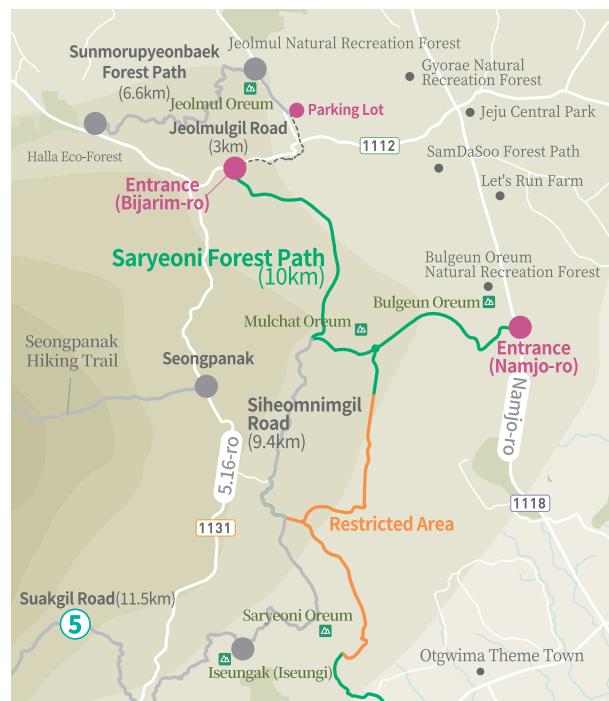 Sunmorupyeonbaek
Forest Path
(6.6km)
Jeolmul Natural Recreation Forest
Gyorae Natural
Recreation Forest
Jeolmul Oreum
Parking Lot
Jeju Central Park
Jeolmulgil Road
(3km)
1112
Halla Eco-Forest
SamDaSoo Forest Path
Let's Run Farm
Entrance
(Bijarim-ro)
Saryeoni Forest Path
(10km)
Bulgeun Oreum
Natural Recreation Forest
Bulgeun Oreum
Mulchat Oreum
Seongpanak
Hiking Trail
Seongpanak
Entrance
(Namjo-ro)
Siheomnimgil
Road
(9.4km)
Namjo-ro
5.16-ro
1118
1131
Restricted Area
Suakgil Road(11.5km)
5
Saryeoni Oreum
Iseungak (Iseungi)
Otgwima Theme Town